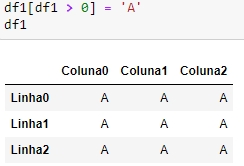 df1[df1 > 0] = 'A'
df1
Coluna0 Coluna1 Coluna2
Linha0 A A A
Linha1 A A A
Linha2 A A A